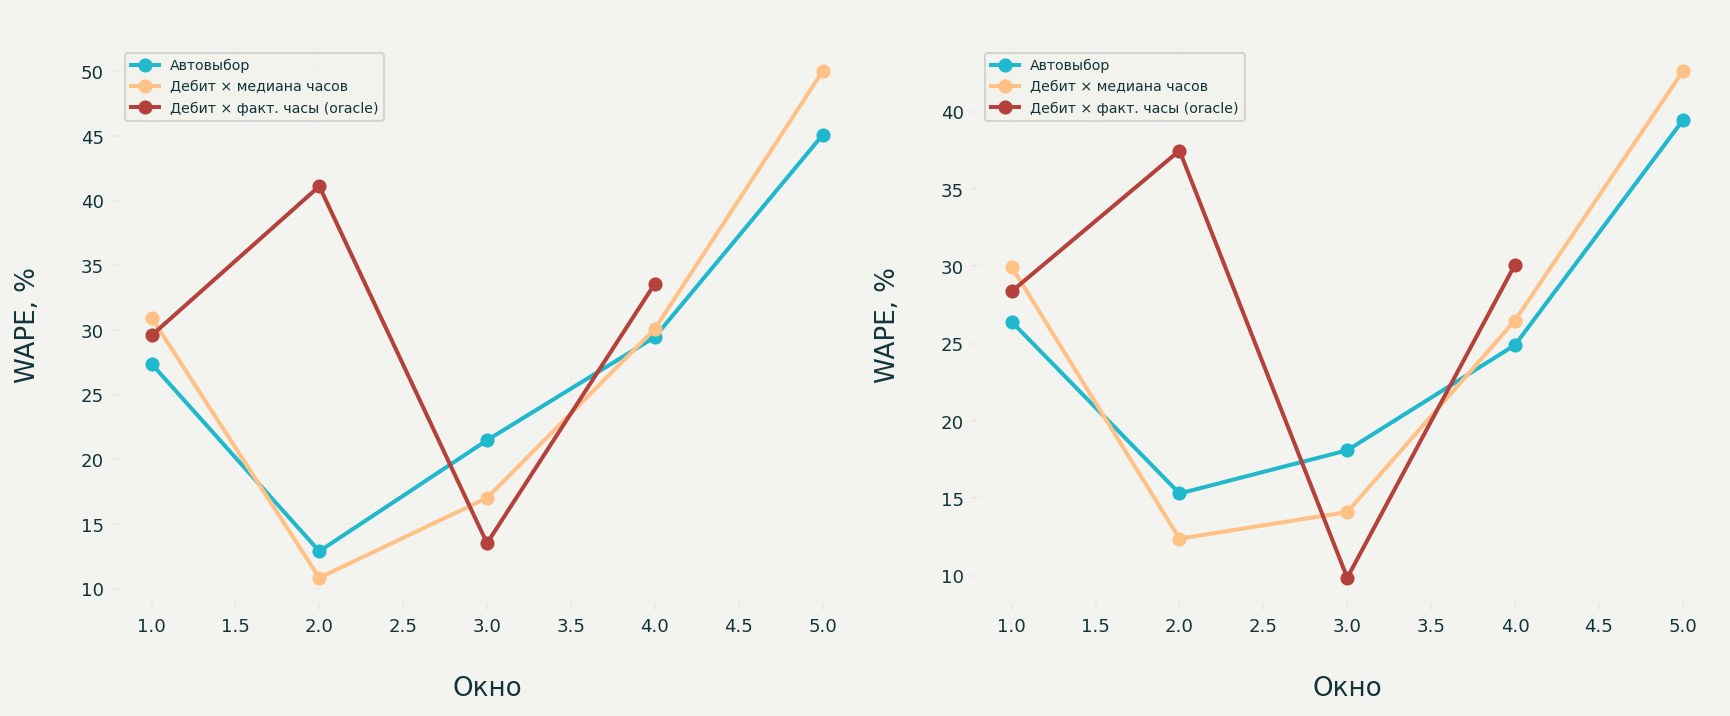 Автовыбор
Дебит × медиана часов
Дебит × факт. часы (oracle)
50
45
40
35
30
25
20
15
10
WAPE, %
1.0 1.5 2.0 2.5 3.0 3.5 4.0 4.5 5.0
Окно
Автовыбор
Дебит × медиана часов
Дебит × факт. часы (oracle)
40
35
30
25
20
15
10
WAPE, %
1.0 1.5 2.0 2.5 3.0 3.5 4.0 4.5 5.0
Окно